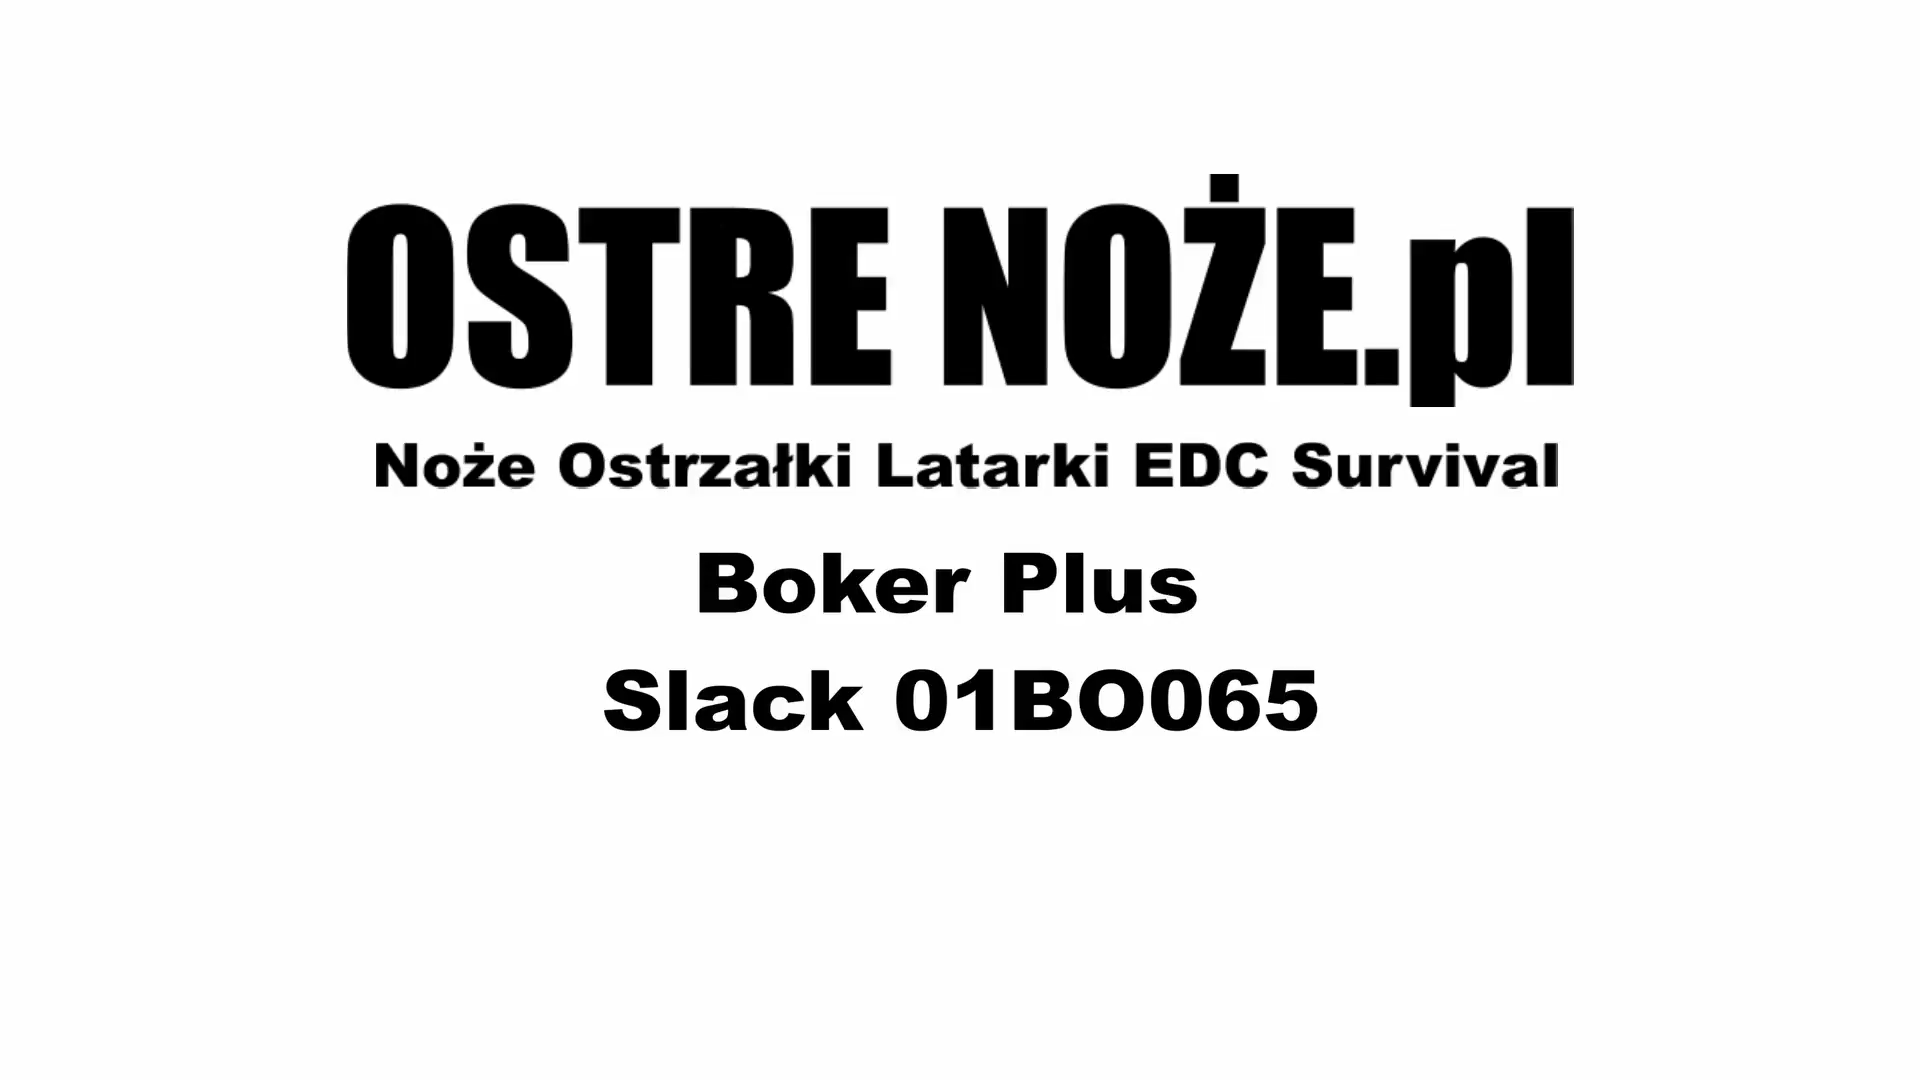 OSTRE NOŻE.pl
Noże Ostrzałki Latarki EDC Survival
Boker Plus
Slack 01BO065